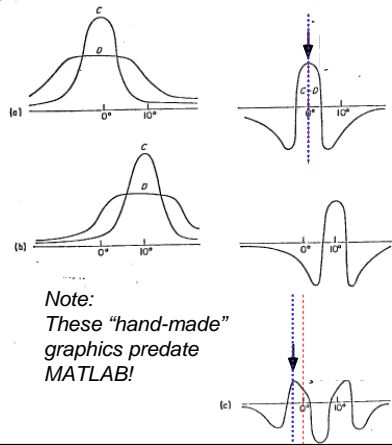 C
D
(a)
0°
10°
C-D
0°
10°
C
D
(b)
0°
10°
0°
10°
Note:
These “hand-made”
graphics predate
MATLAB!
(c)
0°
10°